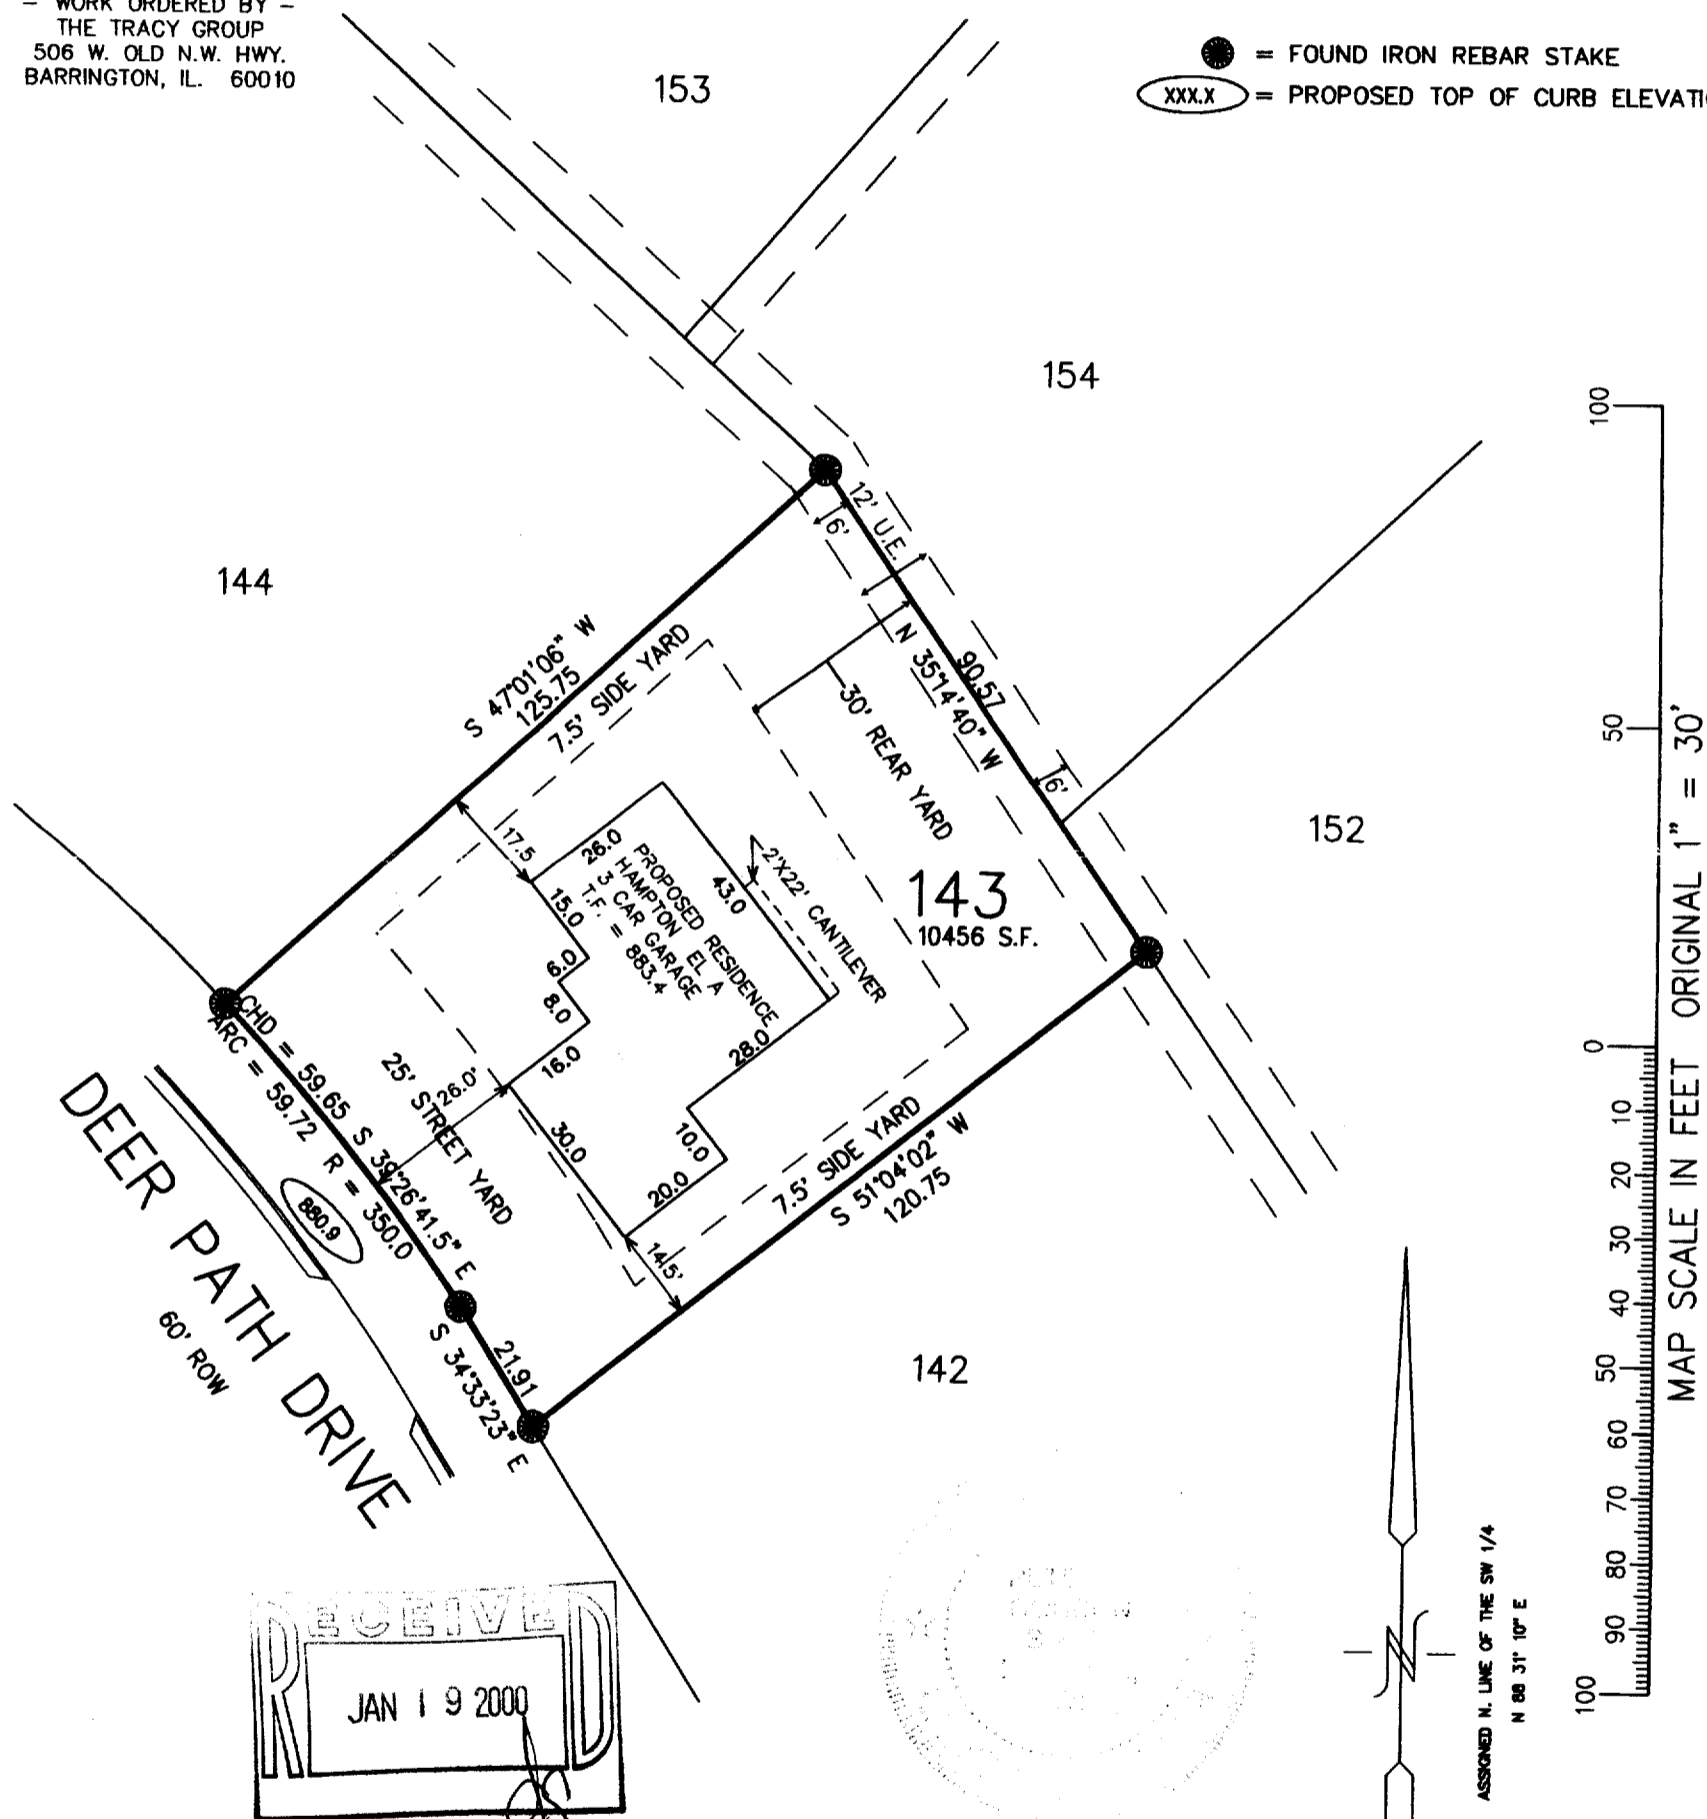 – WORK ORDERED BY –
THE TRACY GROUP
506 W. OLD N.W. HWY.
BARRINGTON, IL. 60010
= FOUND IRON REBAR STAKE
XXX.X = PROPOSED TOP OF CURB
153
154
144
152
142
12' U.E.
6'
N 35°14'40" W
90.57
6'
S 47°01'06" W
125.75
7.5' SIDE YARD
30' REAR YARD
143
10456 S.F.
17.5
26.0
43.0
15.0
6.0
8.0
16.0
28.0
30.0
10.0
20.0
PROPOSED RESIDENCE
HAMPTON EL A
3 CAR GARAGE
T.F. = 883.4
2'X22' CANTILEVER
26.0'
25' STREET YARD
14.5'
7.5' SIDE YARD
S 51°04'02" W
120.75
CHD = 59.65 S 39°26'41.5" E
ARC = 59.72 R = 350.0
21.91
S 34°33'23" E
880.9
DEER PATH DRIVE
60' ROW
RECEIVED
JAN 19 2000
N
ASSIGNED N. LINE OF THE SW 1/4
N 88 31' 10" E
100
50
0
10
20
30
40
50
60
70
80
90
100
MAP SCALE IN FEET ORIGINAL 1" = 30'